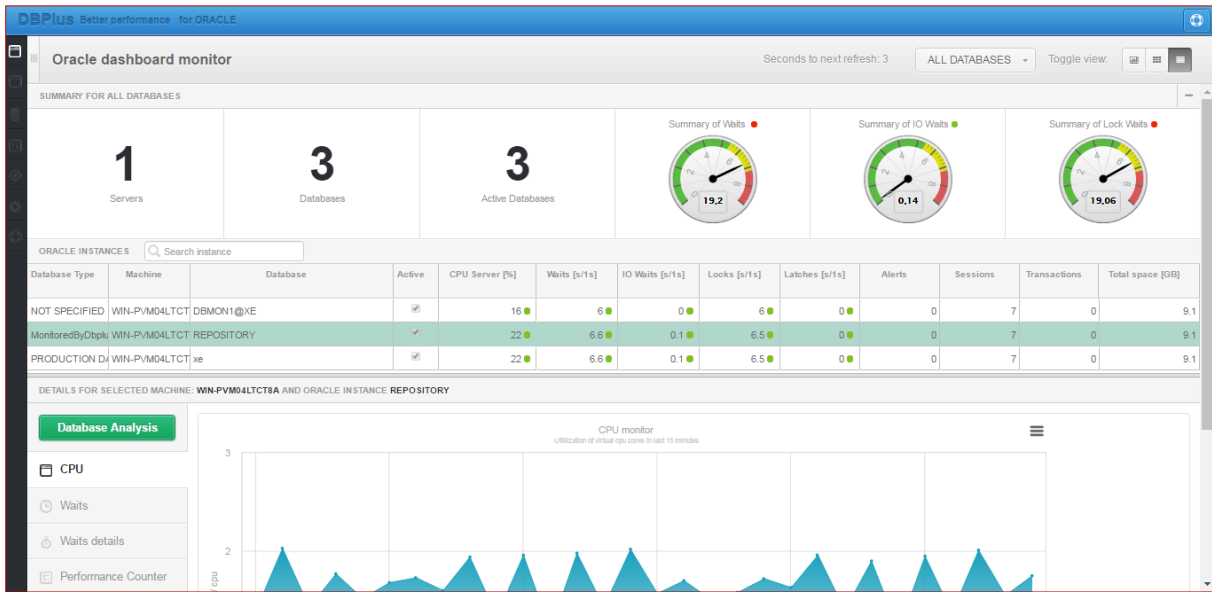 DBPlus Better performance for ORACLE
Oracle dashboard monitor
Seconds to next refresh: 3
ALL DATABASES
Toggle view:
SUMMARY FOR ALL DATABASES
1
Servers
3
Databases
3
Active Databases
Summary of Waits
19,2
Summary of IO Waits
0,14
Summary of Lock Waits
19,06
ORACLE INSTANCES Search instance
Database Type Machine Database Active CPU Server [%] Waits [s/1s] IO Waits [s/1s] Locks [s/1s] Latches [s/1s] Alerts Sessions Transactions Total space [GB]
NOT SPECIFIED WIN-PVM04LTCT DBMON1@XE 16 6 0 6 0 0 7 0 9.1
MonitoredByDbplu WIN-PVM04LTCT REPOSITORY 22 6.6 0.1 6.5 0 0 7 0 9.1
PRODUCTION DA WIN-PVM04LTCT xe 22 6.6 0.1 6.5 0 0 7 0 9.1
DETAILS FOR SELECTED MACHINE: WIN-PVM04LTCT8A AND ORACLE INSTANCE REPOSITORY
Database Analysis
CPU
Waits
Waits details
Performance Counter
CPU monitor
Utilization of virtual cpu cores in last 15 minutes
3
2
cpu